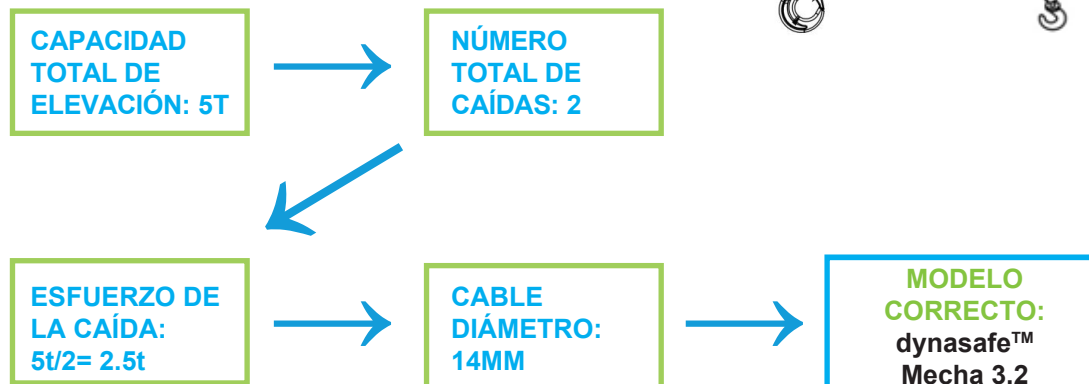 CAPACIDAD
TOTAL DE
ELEVACIÓN: 5T
NÚMERO
TOTAL DE
CAÍDAS: 2
ESFUERZO DE
LA CAÍDA:
5t/2= 2.5t
CABLE
DIÁMETRO:
14MM
MODELO
CORRECTO:
dynasafe™
Mecha 3.2